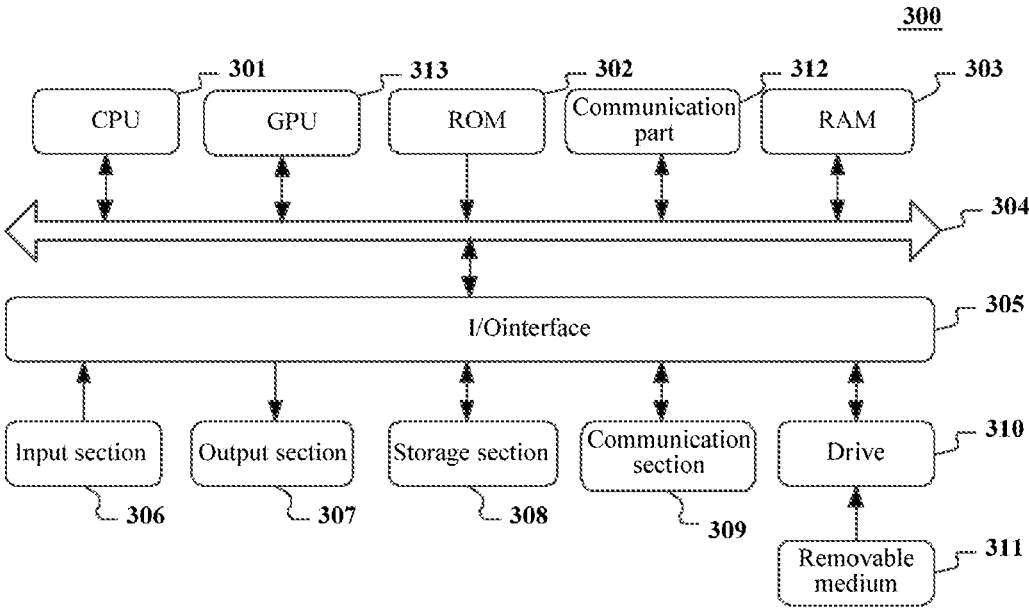 300
301
313
302
312
303
CPU
GPU
ROM
Communication
part
RAM
304
I/Ointerface
305
Input section
Output section
Storage section
Communication
section
Drive
310
306
307
308
309
Removable
medium
311